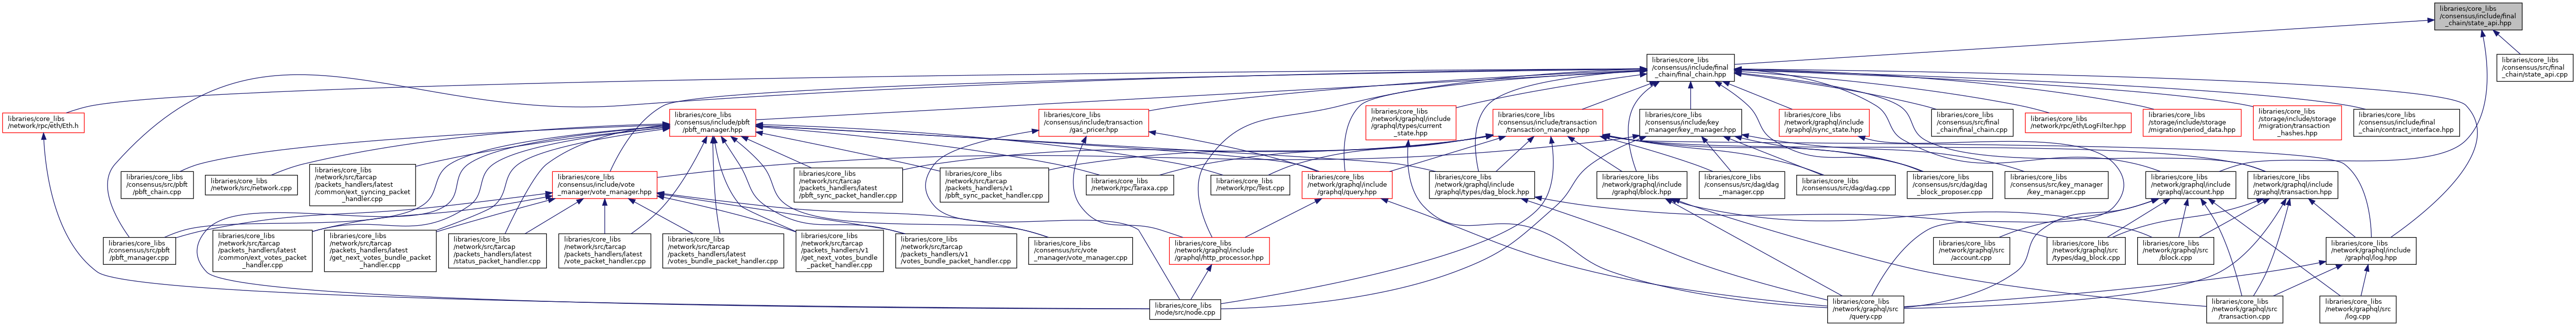 libraries/core_libs
/consensus/include/final
_chain/state_api.hpp
libraries/core_libs
/consensus/include/final
_chain/final_chain.hpp
libraries/core_libs
/consensus/src/final
_chain/state_api.cpp
libraries/core_libs
/network/rpc/eth/Eth.h
libraries/core_libs
/consensus/include/pbft
/pbft_manager.hpp
libraries/core_libs
/consensus/include/transaction
/gas_pricer.hpp
libraries/core_libs
/network/graphql/include
/graphql/types/current
_state.hpp
libraries/core_libs
/consensus/include/transaction
/transaction_manager.hpp
libraries/core_libs
/consensus/include/key
_manager/key_manager.hpp
libraries/core_libs
/network/graphql/include
/graphql/sync_state.hpp
libraries/core_libs
/consensus/src/final
_chain/final_chain.cpp
libraries/core_libs
/network/rpc/eth/LogFilter.hpp
libraries/core_libs
/storage/include/storage
/migration/period_data.hpp
libraries/core_libs
/storage/include/storage
/migration/transaction
_hashes.hpp
libraries/core_libs
/consensus/include/final
_chain/contract_interface.hpp
libraries/core_libs
/consensus/src/pbft
/pbft_chain.cpp
libraries/core_libs
/network/src/network.cpp
libraries/core_libs
/network/src/tarcap
/packets_handlers/latest
/common/ext_syncing_packet
_handler.cpp
libraries/core_libs
/consensus/include/vote
_manager/vote_manager.hpp
libraries/core_libs
/network/src/tarcap
/packets_handlers/latest
/pbft_sync_packet_handler.cpp
libraries/core_libs
/network/src/tarcap
/packets_handlers/v1
/pbft_sync_packet_handler.cpp
libraries/core_libs
/network/rpc/Taraxa.cpp
libraries/core_libs
/network/rpc/Test.cpp
libraries/core_libs
/network/graphql/include
/graphql/query.hpp
libraries/core_libs
/network/graphql/include
/graphql/types/dag_block.hpp
libraries/core_libs
/network/graphql/include
/graphql/block.hpp
libraries/core_libs
/consensus/src/dag/dag
_manager.cpp
libraries/core_libs
/consensus/src/dag/dag.cpp
libraries/core_libs
/consensus/src/dag/dag
_block_proposer.cpp
libraries/core_libs
/consensus/src/key_manager
/key_manager.cpp
libraries/core_libs
/network/graphql/include
/graphql/account.hpp
libraries/core_libs
/network/graphql/include
/graphql/transaction.hpp
libraries/core_libs
/consensus/src/pbft
/pbft_manager.cpp
libraries/core_libs
/network/src/tarcap
/packets_handlers/latest
/common/ext_votes_packet
_handler.cpp
libraries/core_libs
/network/src/tarcap
/packets_handlers/latest
/get_next_votes_bundle_packet
_handler.cpp
libraries/core_libs
/network/src/tarcap
/packets_handlers/latest
/status_packet_handler.cpp
libraries/core_libs
/network/src/tarcap
/packets_handlers/latest
/vote_packet_handler.cpp
libraries/core_libs
/network/src/tarcap
/packets_handlers/latest
/votes_bundle_packet_handler.cpp
libraries/core_libs
/network/src/tarcap
/packets_handlers/v1
/get_next_votes_bundle
_packet_handler.cpp
libraries/core_libs
/network/src/tarcap
/packets_handlers/v1
/votes_bundle_packet_handler.cpp
libraries/core_libs
/consensus/src/vote
_manager/vote_manager.cpp
libraries/core_libs
/network/graphql/include
/graphql/http_processor.hpp
libraries/core_libs
/network/graphql/src
/account.cpp
libraries/core_libs
/network/graphql/src
/types/dag_block.cpp
libraries/core_libs
/network/graphql/src
/block.cpp
libraries/core_libs
/network/graphql/include
/graphql/log.hpp
libraries/core_libs
/node/src/node.cpp
libraries/core_libs
/network/graphql/src
/query.cpp
libraries/core_libs
/network/graphql/src
/transaction.cpp
libraries/core_libs
/network/graphql/src
/log.cpp